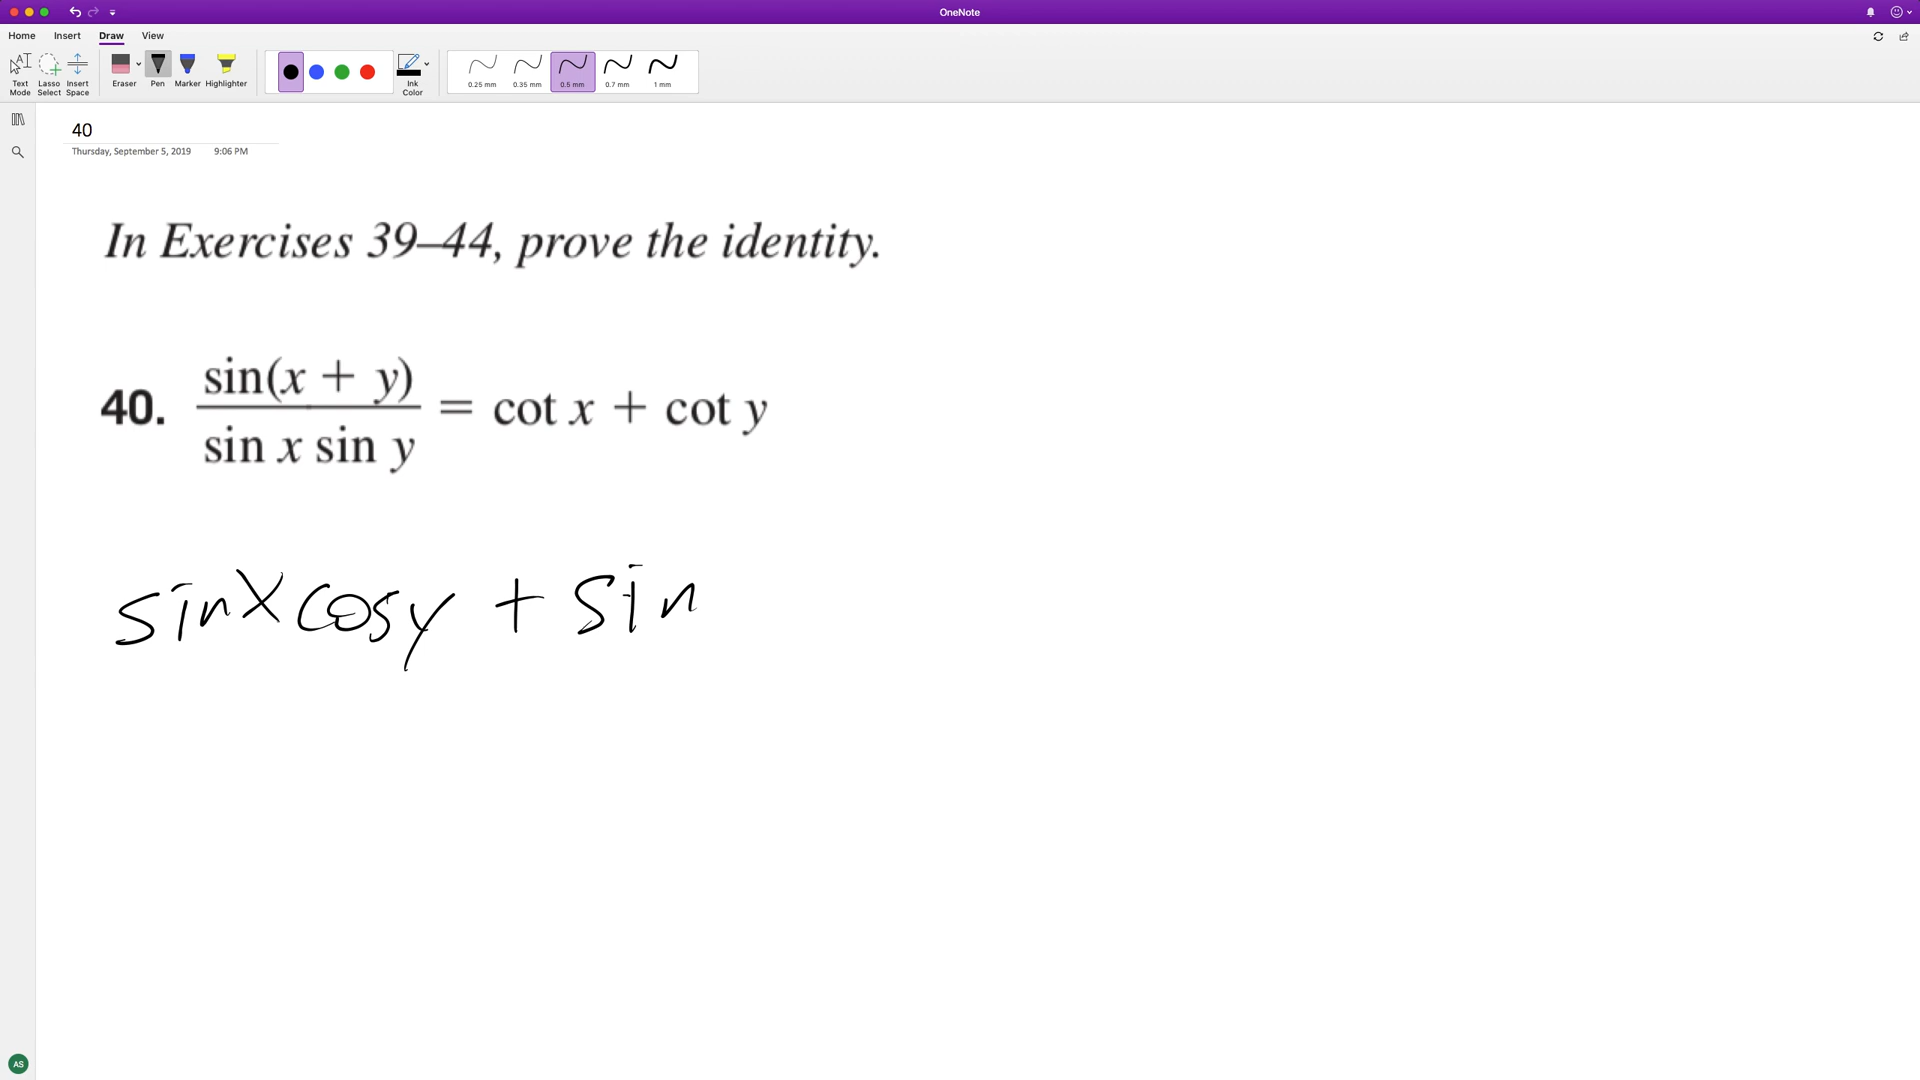 OneNote
Home Insert Draw View
Text Mode Lasso Select Insert Space Eraser Pen Marker Highlighter Ink Color 0.25 mm 0.35 mm 0.5 mm 0.7 mm 1 mm
40
Thursday, September 5, 2019 9:06 PM
In Exercises 39–44, prove the identity.
40. sin(x + y) / sin x sin y = cot x + cot y
sinx cosy + sin
AS